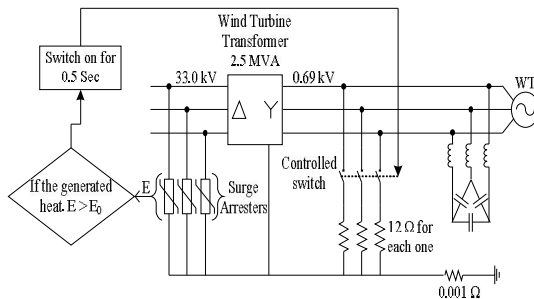 Wind Turbine
Transformer
2.5 MVA
Switch on for
0.5 Sec
33.0 kV
0.69 kV
WT
Δ
Y
If the generated
heat. E > E0
E
Surge
Arresters
Controlled
switch
12 Ω for
each one
0.001 Ω